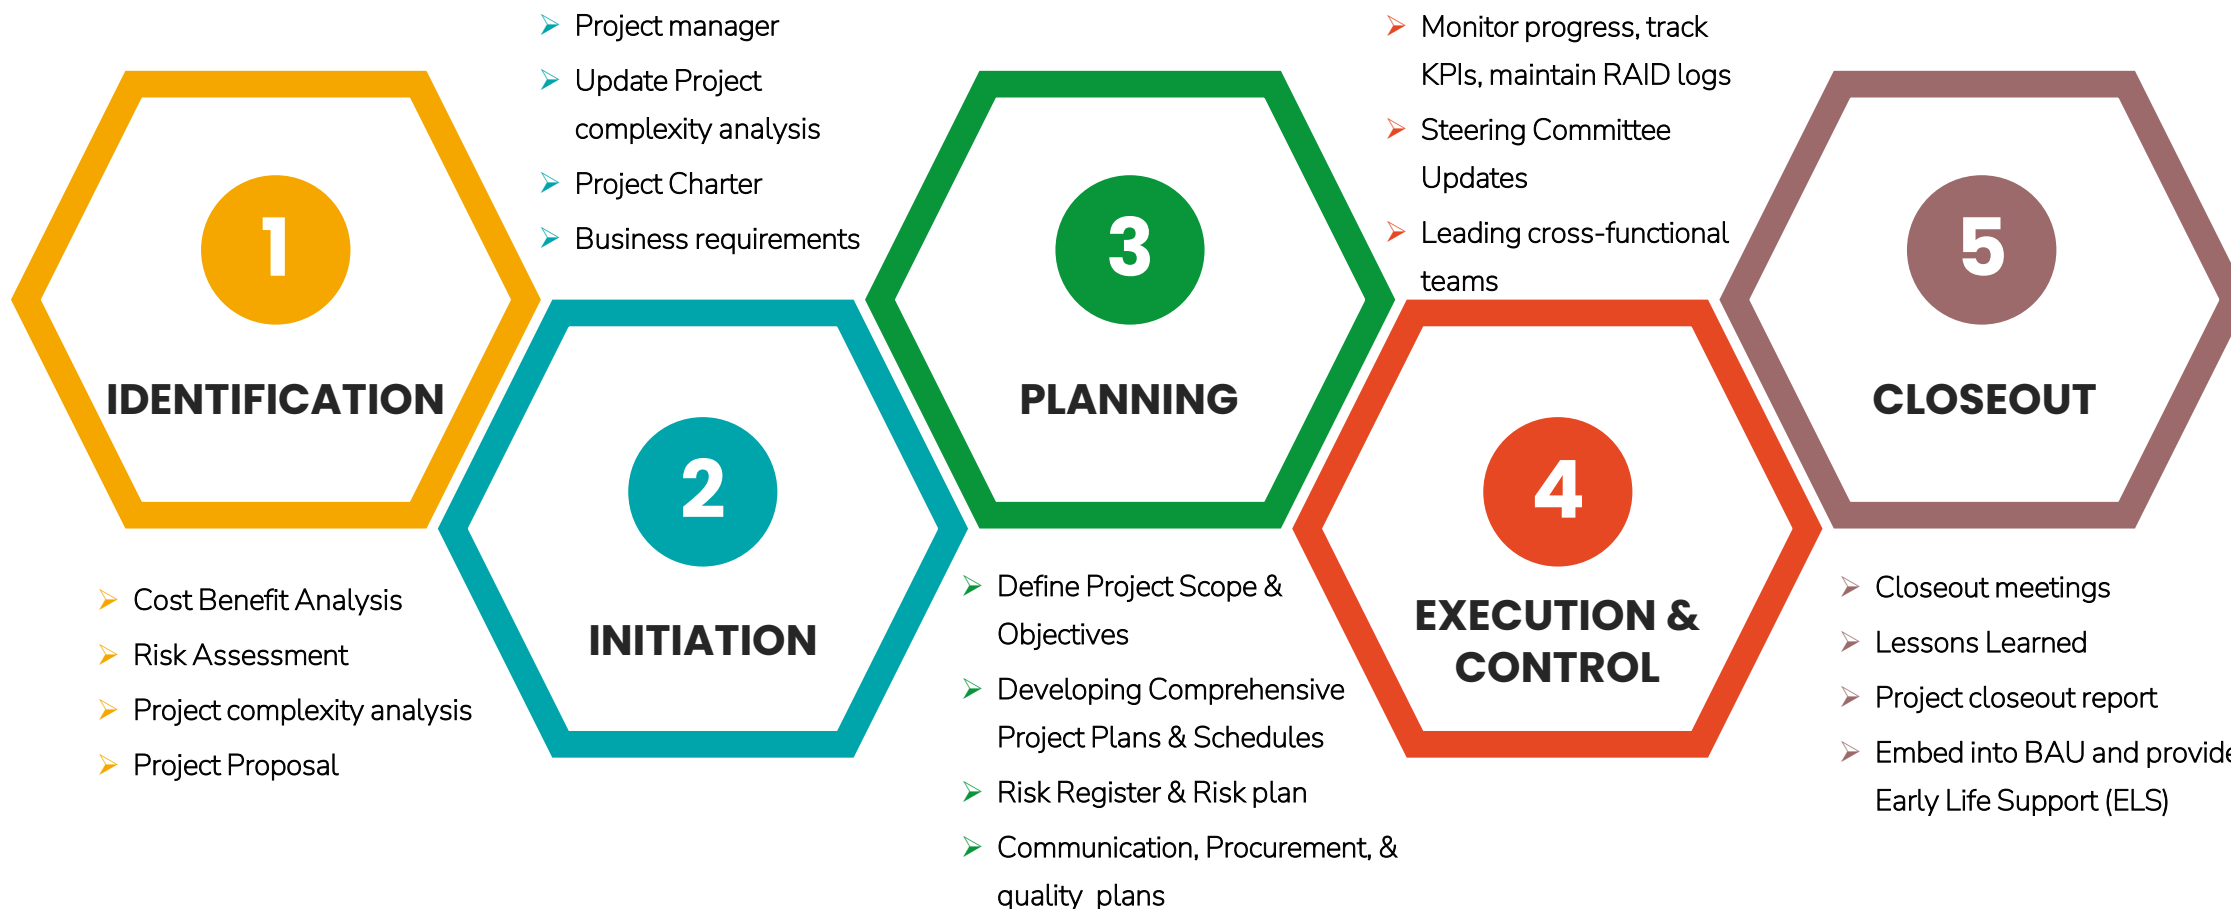 1
IDENTIFICATION
Cost Benefit Analysis
Risk Assessment
Project complexity analysis
Project Proposal
Project manager
Update Project
complexity analysis
Project Charter
Business requirements
2
INITIATION
3
PLANNING
Define Project Scope &
Objectives
Developing Comprehensive
Project Plans & Schedules
Risk Register & Risk plan
Communication, Procurement, &
quality plans
Monitor progress, track
KPIs, maintain RAID logs
Steering Committee
Updates
Leading cross-functional
teams
4
EXECUTION &
CONTROL
5
CLOSEOUT
Closeout meetings
Lessons Learned
Project closeout report
Embed into BAU and provide
Early Life Support (ELS)